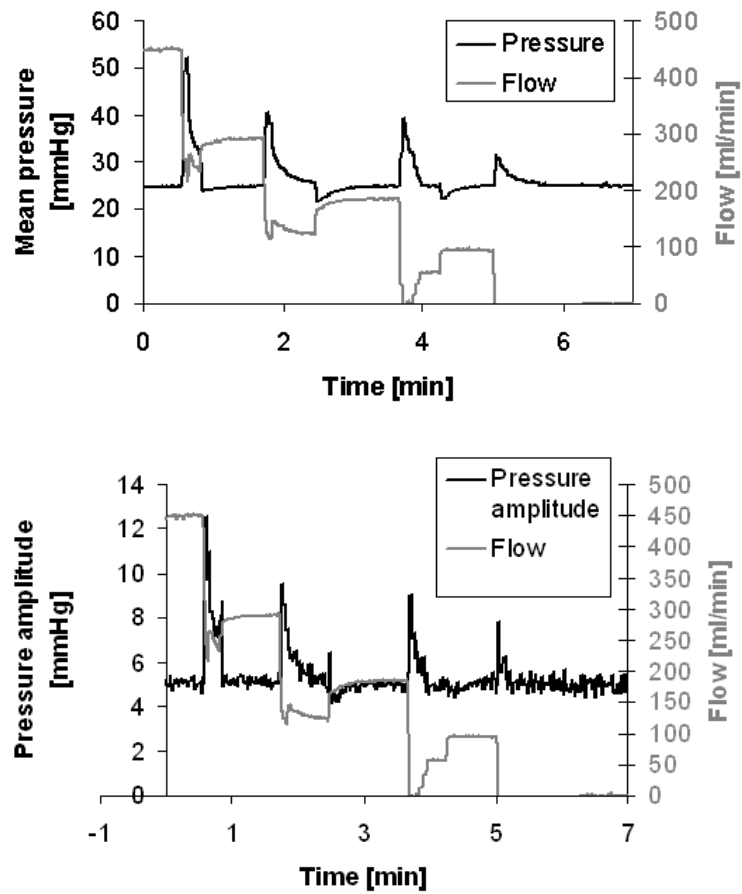 Pressure
Flow
Mean pressure
[mmHg]
60
50
40
30
20
10
0
500
400
300
200
100
0
Flow [ml/min]
0 2 4 6
Time [min]
Pressure
amplitude
Flow
Pressure amplitude
[mmHg]
14
12
10
8
6
4
2
0
500
450
400
350
300
250
200
150
100
50
0
Flow [ml/min]
-1 1 3 5 7
Time [min]